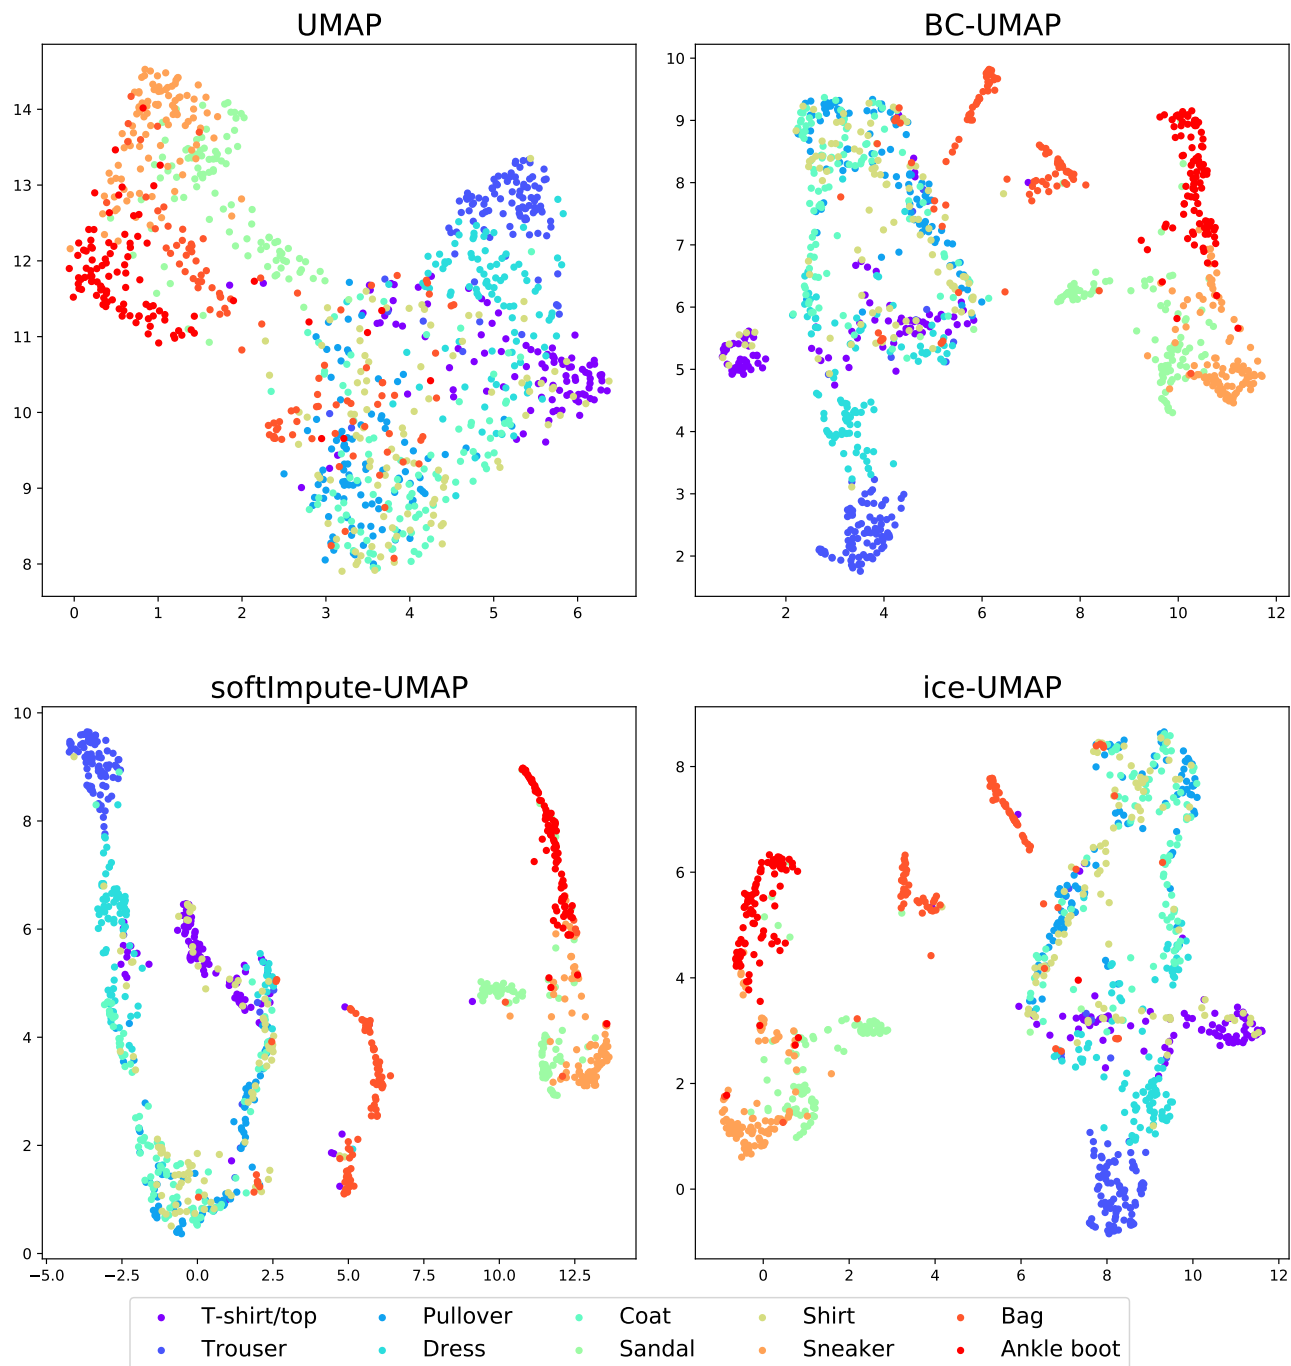 UMAP
BC-UMAP
14
13
12
11
10
9
8
0 1 2 3 4 5 6
10
9
8
7
6
5
4
3
2
2 4 6 8 10 12
softImpute-UMAP
ice-UMAP
10
8
6
4
2
0
−5.0 −2.5 0.0 2.5 5.0 7.5 10.0 12.5
8
6
4
2
0
0 2 4 6 8 10 12
T-shirt/top Pullover Coat Shirt Bag
Trouser Dress Sandal Sneaker Ankle boot